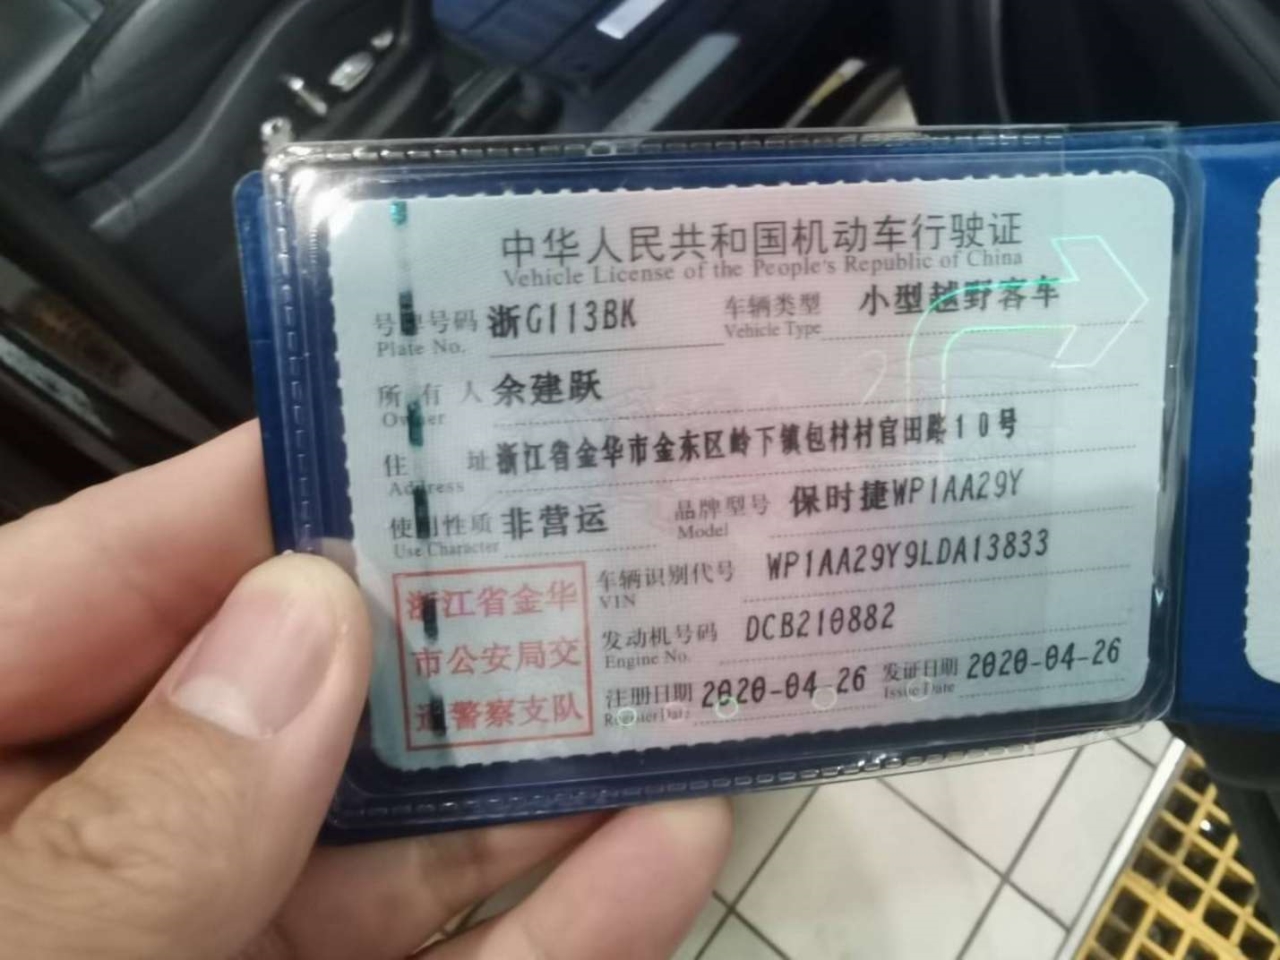 中华人民共和国机动车行驶证
Vehicle License of the People's Republic of China
号牌号码 浙G113BK 车辆类型 小型越野客车
Plate No. Vehicle Type
所有人 余建跃
Owner
住址 浙江省金华市金东区岭下镇包村村官田路10号
Address
使用性质 非营运 品牌型号 保时捷WP1AA29Y
Use Character Model
浙江省金华
市公安局交
通警察支队
车辆识别代号 WP1AA29Y9LDA13833
VIN
发动机号码 DCB210882
Engine No.
注册日期 2020-04-26 发证日期 2020-04-26
Register Date Issue Date